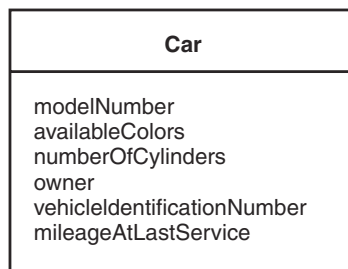 Car
modelNumber
availableColors
numberOfCylinders
owner
vehicleIdentificationNumber
mileageAtLastService